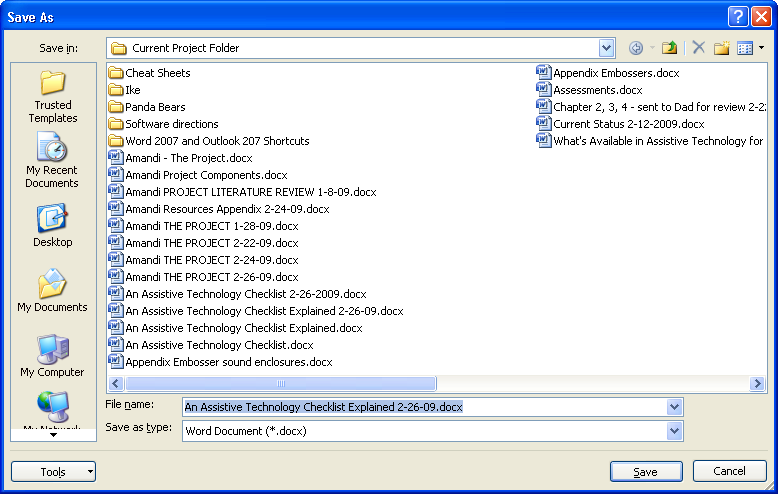 Save As
Save in:
Current Project Folder
Trusted
Templates
My Recent
Documents
Desktop
My Documents
My Computer
My Network
Cheat Sheets
Ike
Panda Bears
Software directions
Word 2007 and Outlook 207 Shortcuts
Amandi - The Project.docx
Amandi Project Components.docx
Amandi PROJECT LITERATURE REVIEW 1-8-09.docx
Amandi Resources Appendix 2-24-09.docx
Amandi THE PROJECT 1-28-09.docx
Amandi THE PROJECT 2-22-09.docx
Amandi THE PROJECT 2-24-09.docx
Amandi THE PROJECT 2-26-09.docx
An Assistive Technology Checklist 2-26-2009.docx
An Assistive Technology Checklist Explained 2-26-09.docx
An Assistive Technology Checklist Explained.docx
An Assistive Technology Checklist.docx
Appendix Embosser sound enclosures.docx
Appendix Embossers.docx
Assessments.docx
Chapter 2, 3, 4 - sent to Dad for review 2-2
Current Status 2-12-2009.docx
What's Available in Assistive Technology for
File name:
An Assistive Technology Checklist Explained 2-26-09.docx
Save as type:
Word Document (*.docx)
Tools
Save
Cancel